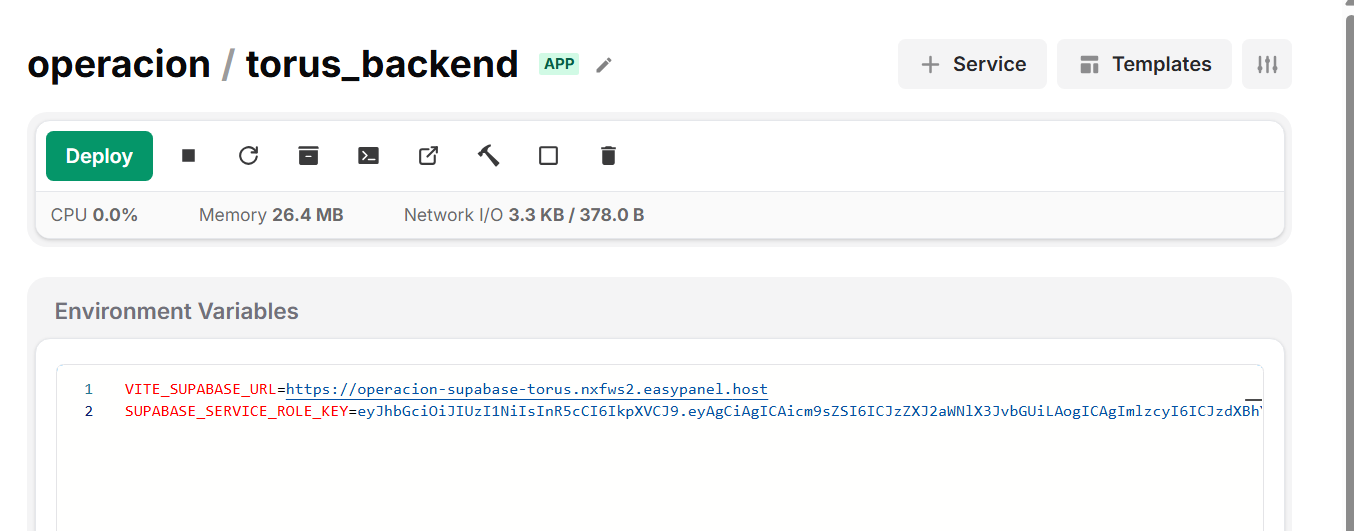 operacion / torus_backend APP
Service
Templates
Deploy
CPU 0.0% Memory 26.4 MB Network I/O 3.3 KB / 378.0 B
Environment Variables
1 VITE_SUPABASE_URL=https://operacion-supabase-torus.nxfws2.easypanel.host
2 SUPABASE_SERVICE_ROLE_KEY=eyJhbGciOiJIUzI1NiIsInR5cCI6IkpXVCJ9.eyAgCiAgICAicm9sZSI6ICJzZXJ2aWNlX3JvbGUiLAogICAgImlzcyI6ICJzdXBh